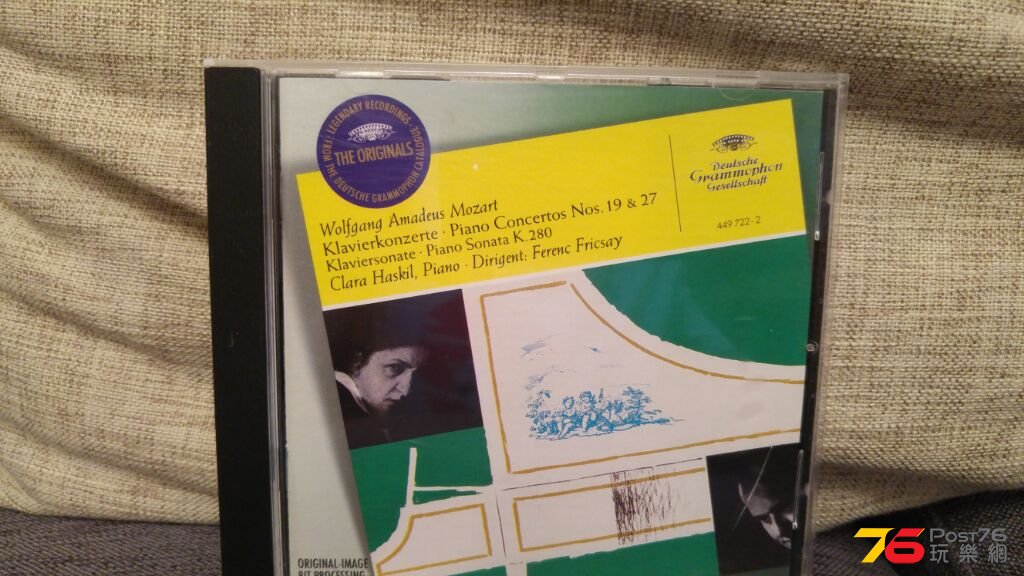 LEGENDARY RECORDINGS
FROM THE DEUTSCHE GRAMMOPHON CATALOGUE
THE ORIGINALS
Deutsche
Grammophon
Gesellschaft
449 722-2
Wolfgang Amadeus Mozart
Klavierkonzerte · Piano Concertos Nos. 19 & 27
Klaviersonate · Piano Sonata K. 280
Clara Haskil, Piano · Dirigent: Ferenc Fricsay
ORIGINAL-IMAGE
BIT-PROCESSING
76 Post76
玩樂網